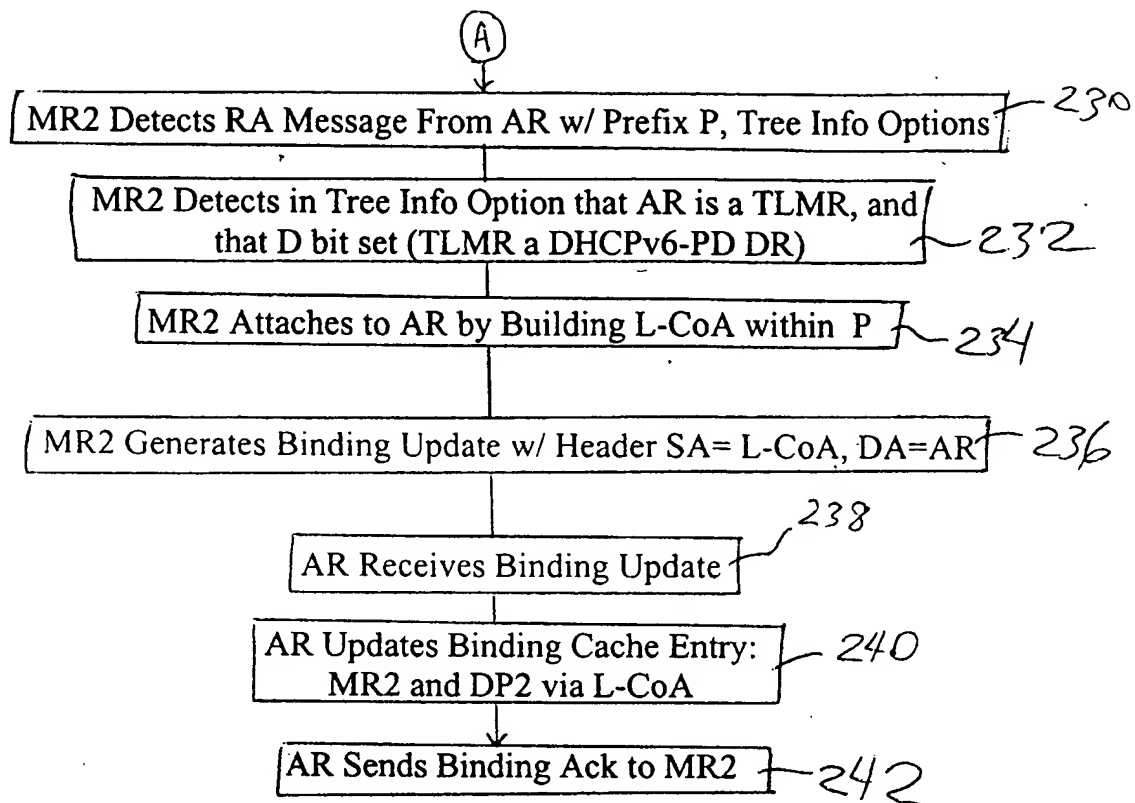 A
MR2 Detects RA Message From AR w/ Prefix P, Tree Info Options
230
MR2 Detects in Tree Info Option that AR is a TLMR, and
that D bit set (TLMR a DHCPv6-PD DR)
232
MR2 Attaches to AR by Building L-CoA within P
234
MR2 Generates Binding Update w/ Header SA= L-CoA, DA=AR
236
238
AR Receives Binding Update
AR Updates Binding Cache Entry:
MR2 and DP2 via L-CoA
240
AR Sends Binding Ack to MR2
242